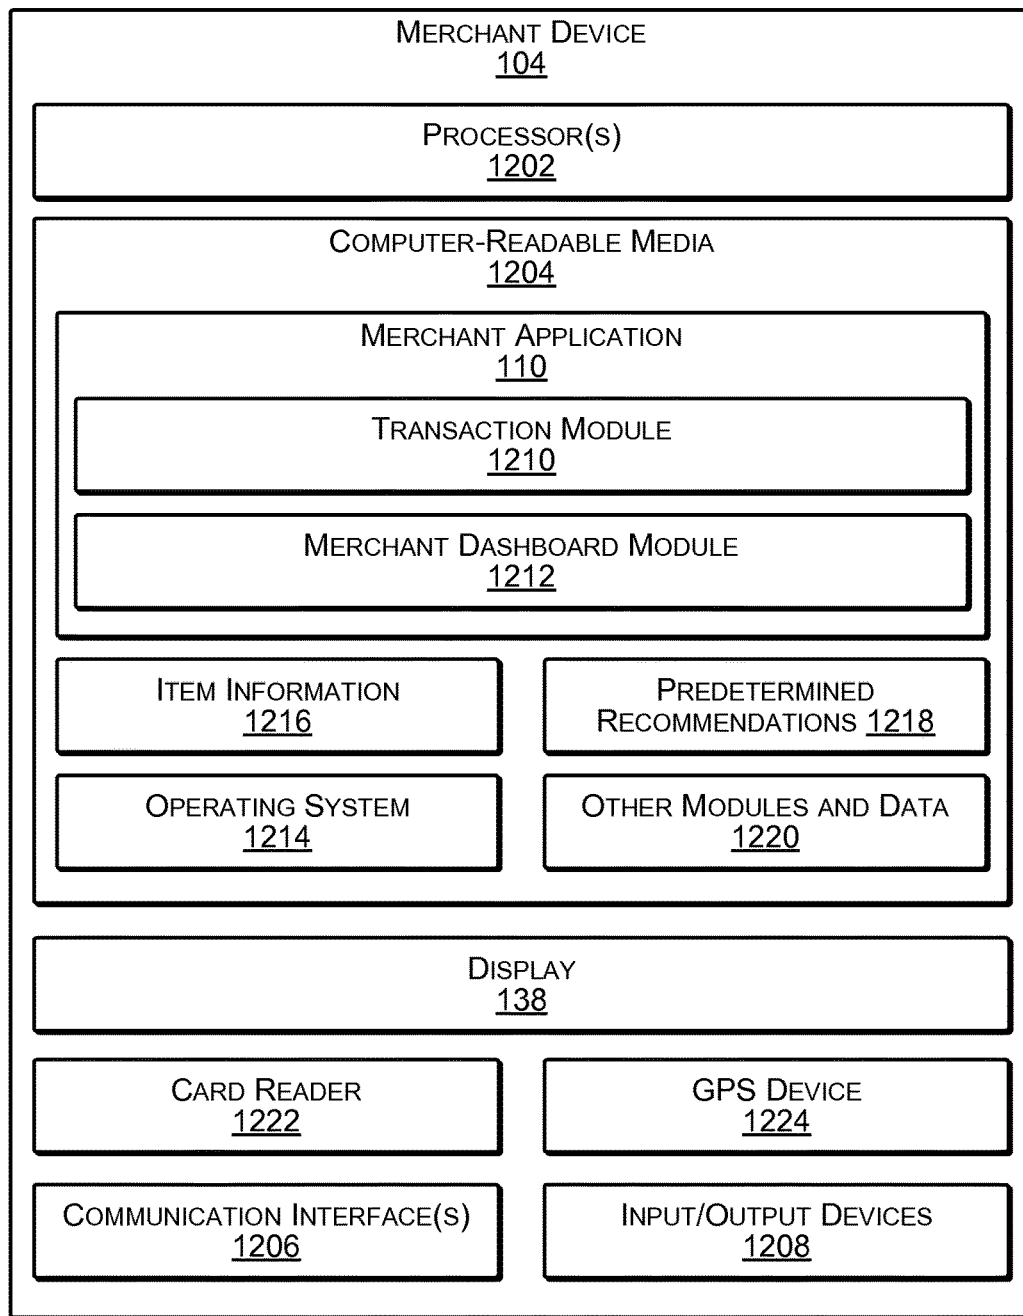 MERCHANT DEVICE
104
PROCESSOR(S)
1202
COMPUTER-READABLE MEDIA
1204
MERCHANT APPLICATION
110
TRANSACTION MODULE
1210
MERCHANT DASHBOARD MODULE
1212
ITEM INFORMATION
1216
PREDETERMINED
RECOMMENDATIONS 1218
OPERATING SYSTEM
1214
OTHER MODULES AND DATA
1220
DISPLAY
138
CARD READER
1222
GPS DEVICE
1224
COMMUNICATION INTERFACE(S)
1206
INPUT/OUTPUT DEVICES
1208